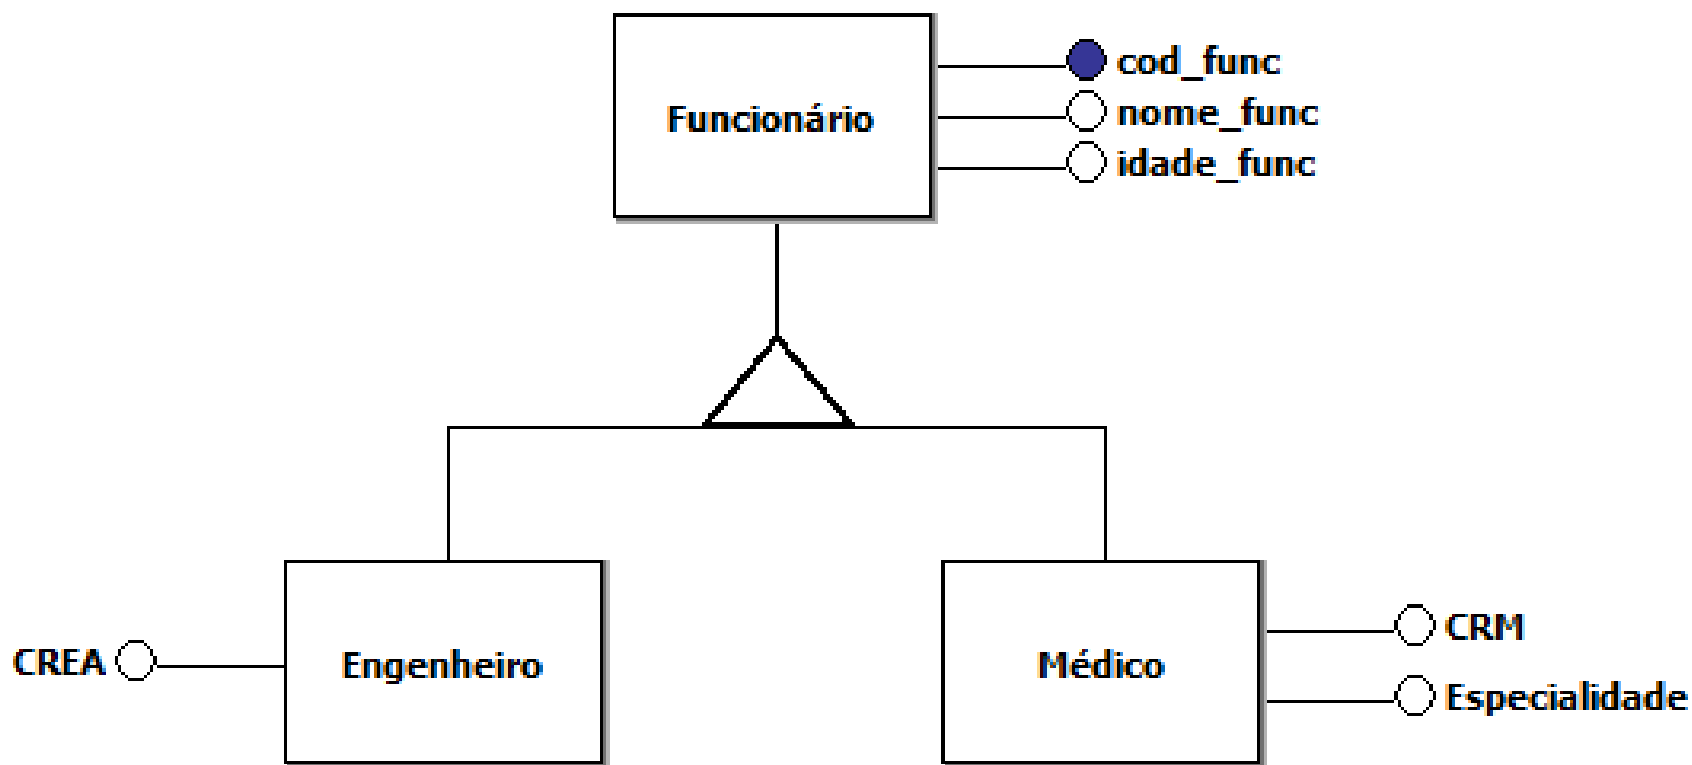 Funcionário
cod_func
nome_func
idade_func
CREA
Engenheiro
Médico
CRM
Especialidade